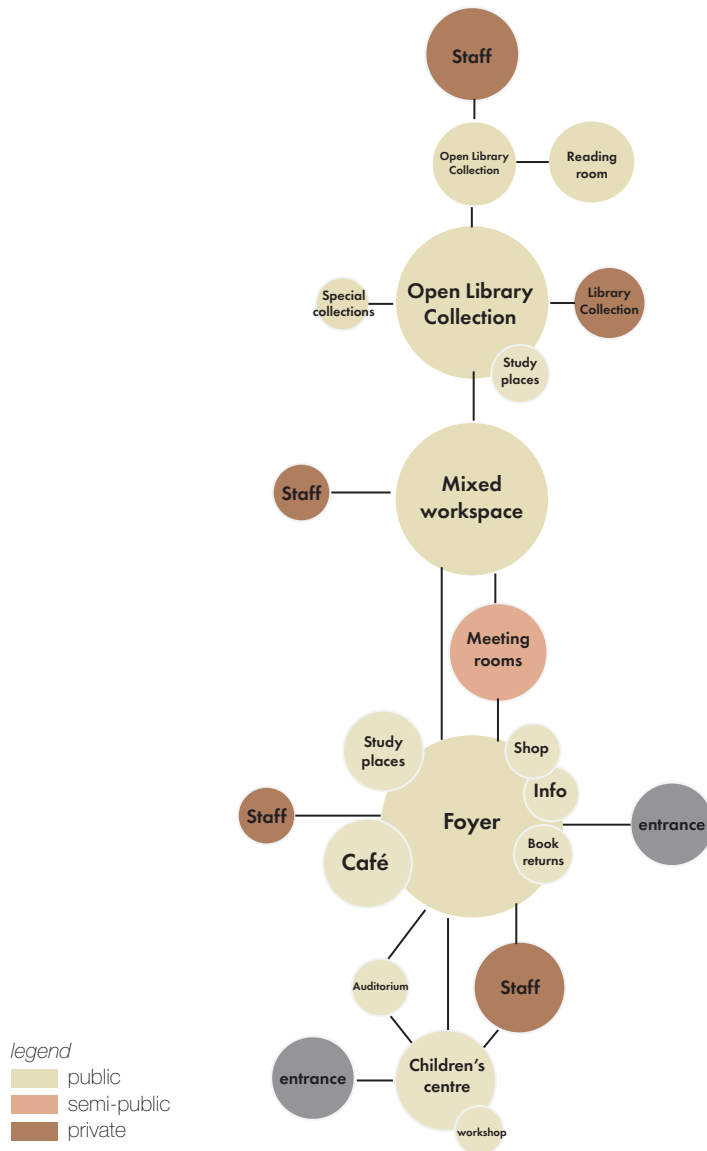 Staff
Open Library
Collection
Reading
room
Open Library
Collection
Special
collections
Library
Collection
Study
places
Mixed
workspace
Staff
Meeting
rooms
Study
places
Shop
Info
Foyer
Staff
entrance
Book
returns
Café
Auditorium
Staff
Children's
centre
entrance
workshop
legend
public
semi-public
private